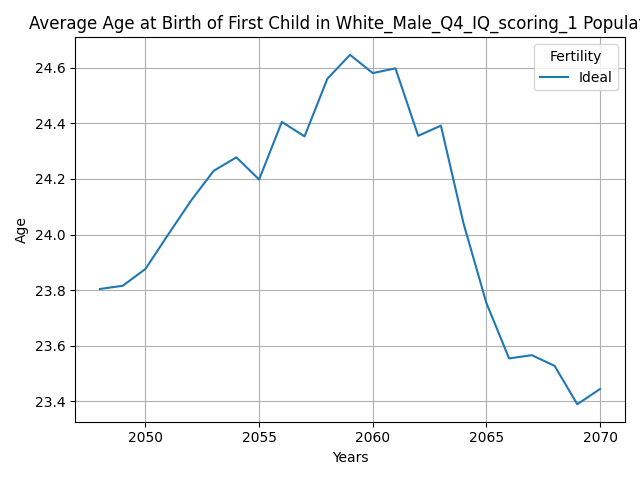 Average Age at Birth of First Child in White_Male_Q4_IQ_scoring_1 Populat
Fertility
Ideal
24.6
24.4
24.2
24.0
23.8
23.6
23.4
Age
2050 2055 2060 2065 2070
Years